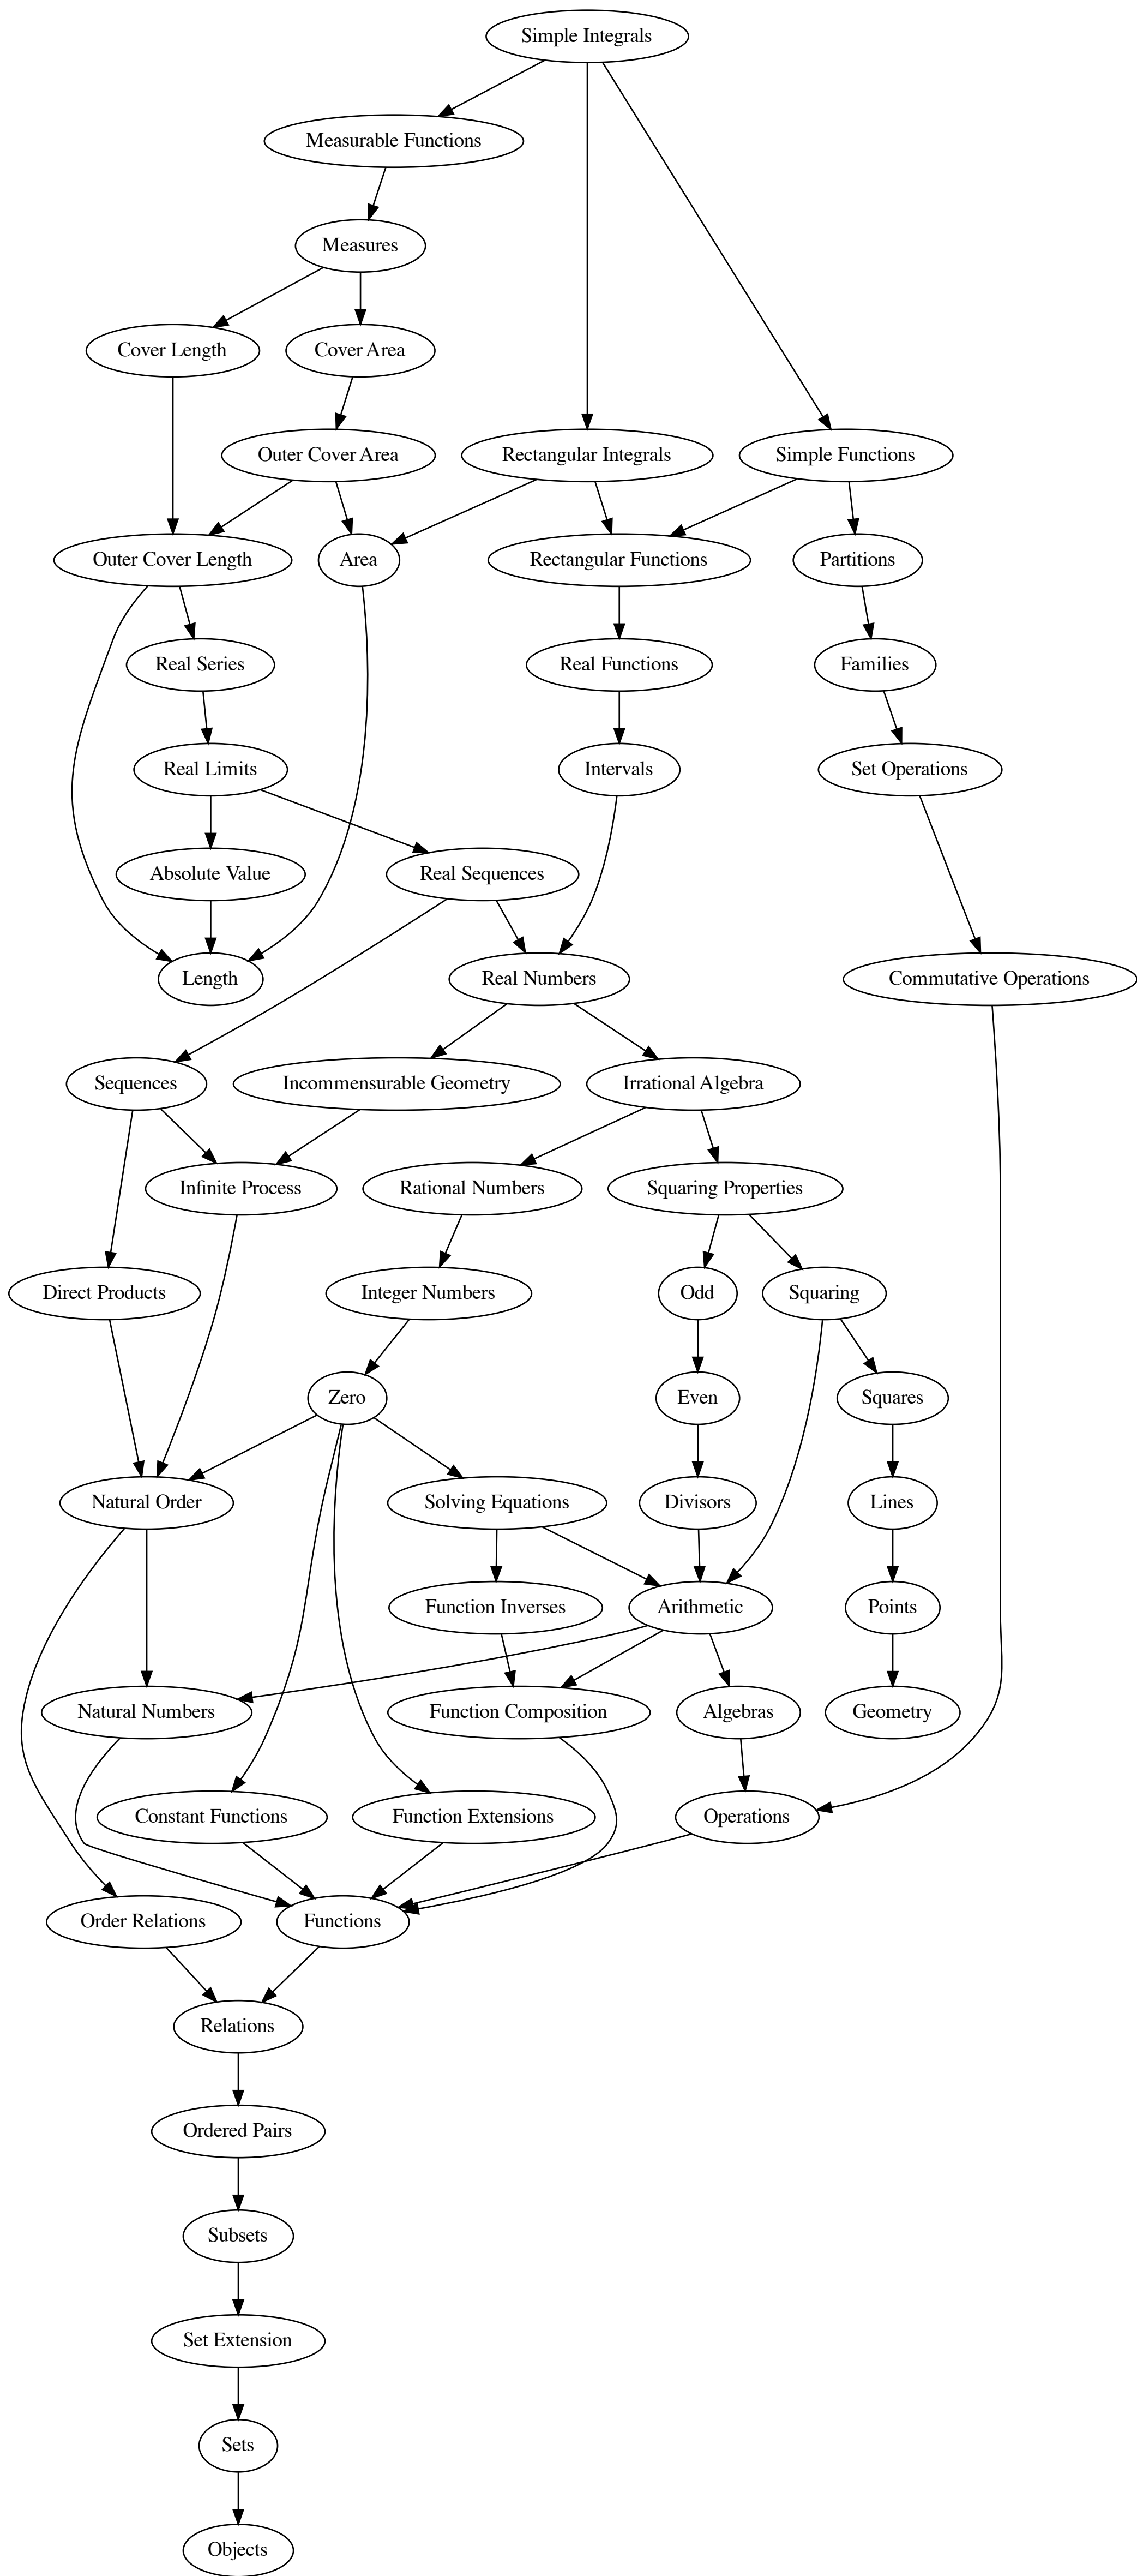 Simple Integrals
Measurable Functions
Measures
Cover Length
Cover Area
Outer Cover Area
Rectangular Integrals
Simple Functions
Outer Cover Length
Area
Rectangular Functions
Partitions
Real Series
Real Functions
Families
Real Limits
Intervals
Set Operations
Absolute Value
Real Sequences
Length
Real Numbers
Commutative Operations
Sequences
Incommensurable Geometry
Irrational Algebra
Infinite Process
Rational Numbers
Squaring Properties
Direct Products
Integer Numbers
Odd
Squaring
Zero
Even
Squares
Natural Order
Solving Equations
Divisors
Lines
Function Inverses
Arithmetic
Points
Natural Numbers
Function Composition
Algebras
Geometry
Constant Functions
Function Extensions
Operations
Order Relations
Functions
Relations
Ordered Pairs
Subsets
Set Extension
Sets
Objects